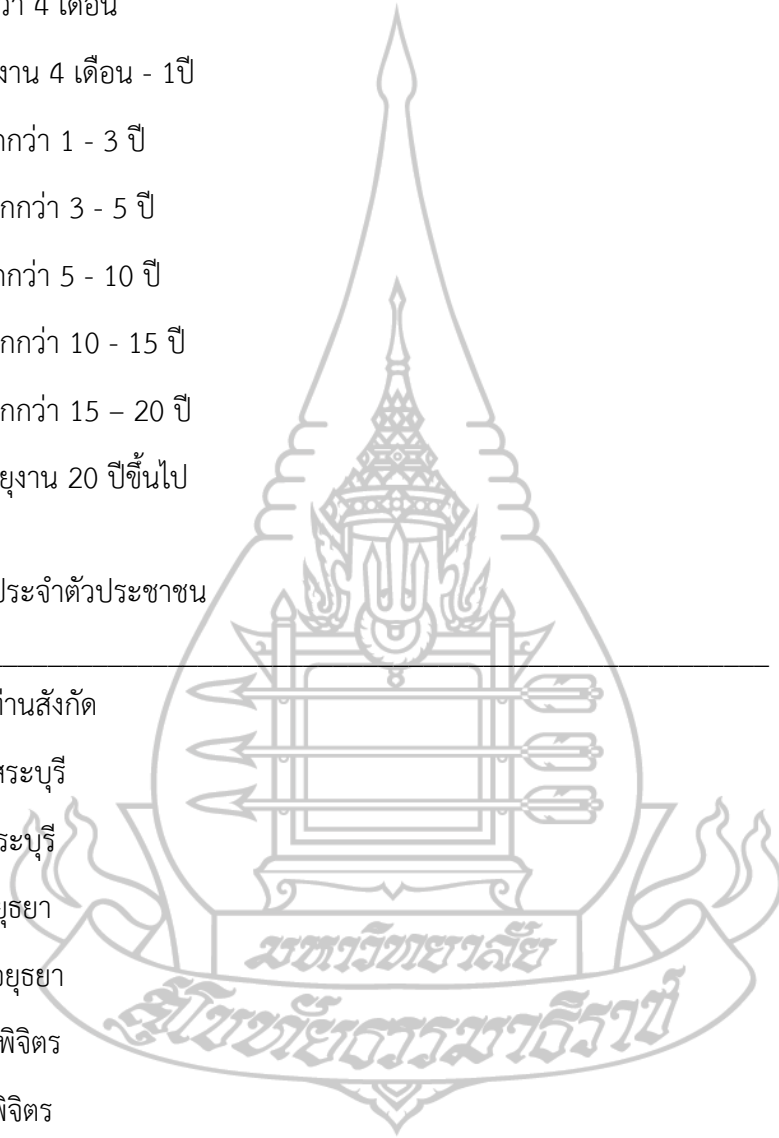 ว่า 4 เดือน
งาน 4 เดือน - 1ปี
กว่า 1 - 3 ปี
กกว่า 3 - 5 ปี
กว่า 5 - 10 ปี
กกว่า 10 - 15 ปี
กกว่า 15 – 20 ปี
ยุงาน 20 ปีขึ้นไป
ประจำตัวประชาชน
ท่านสังกัด
สระบุรี
ระบุรี
ยุธยา
อยุธยา
พิจิตร
พิจิตร
มหาวิทยาลัย
สุโขทัยธรรมาธิราช